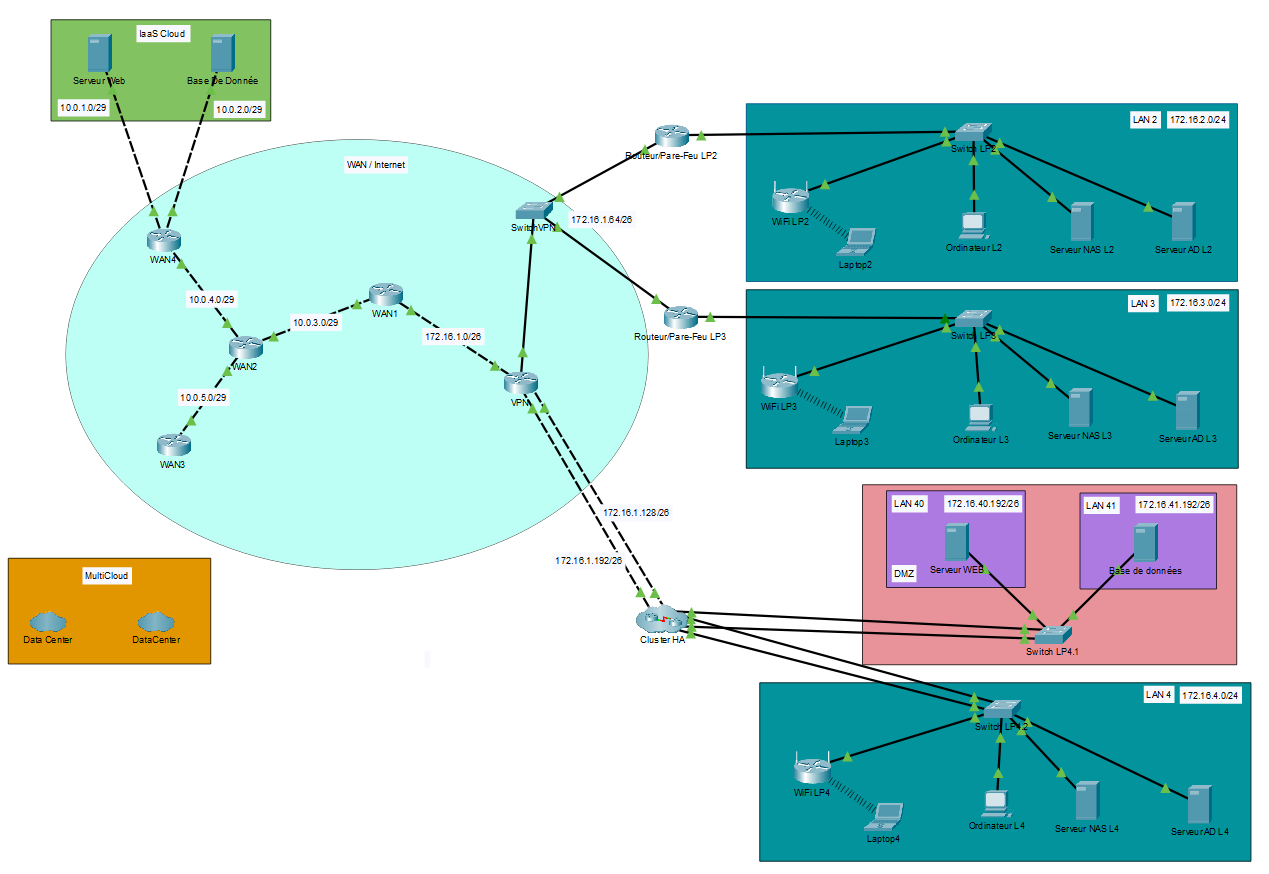 IaaS Cloud
Serveur Web
Base De Donnée
10.0.1.0/29
10.0.2.0/29
WAN / Internet
WAN4
10.0.4.0/29
WAN1
10.0.3.0/29
WAN2
172.16.1.0/26
10.0.5.0/29
WAN3
VPN
SwitchVPN
172.16.1.64/26
Routeur/Pare-Feu LP2
Routeur/Pare-Feu LP3
LAN 2
172.16.2.0/24
Switch LP2
WiFi LP2
Laptop2
Ordinateur L2
Serveur NAS L2
Serveur AD L2
LAN 3
172.16.3.0/24
Switch LP3
WiFi LP3
Laptop3
Ordinateur L3
Serveur NAS L3
Serveur AD L3
172.16.1.128/26
172.16.1.192/26
Cluster HA
LAN 40
172.16.40.192/26
Serveur WEB
DMZ
LAN 41
172.16.41.192/26
Base de données
Switch LP4.1
MultiCloud
Data Center
DataCenter
LAN 4
172.16.4.0/24
Switch LP4.2
WiFi LP4
Laptop4
Ordinateur L4
Serveur NAS L4
Serveur AD L4